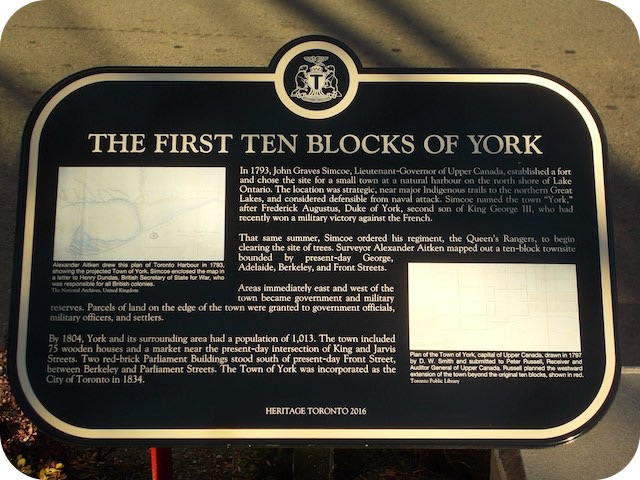 T
THE FIRST TEN BLOCKS OF YORK
In 1793, John Graves Simcoe, Lieutenant-Governor of Upper Canada, established a fort
and chose the site for a small town at a natural harbour on the north shore of Lake
Ontario. The location was strategic, near major Indigenous trails to the northern Great
Lakes, and considered defensible from naval attack. Simcoe named the town "York,"
after Frederick Augustus, Duke of York, second son of King George III, who had
recently won a military victory against the French.
Alexander Aitken drew this plan of Toronto Harbour in 1793,
showing the projected Town of York. Simcoe enclosed the map in
a letter to Henry Dundas, British Secretary of State for War, who
was responsible for all British colonies.
The National Archives, United Kingdom
That same summer, Simcoe ordered his regiment, the Queen's Rangers, to begin
clearing the site of trees. Surveyor Alexander Aitken mapped out a ten-block townsite
bounded by present-day George,
Adelaide, Berkeley, and Front Streets.
Areas immediately east and west of the
town became government and military
reserves. Parcels of land on the edge of the town were granted to government officials,
military officers, and settlers.
By 1804, York and its surrounding area had a population of 1,013. The town included
75 wooden houses and a market near the present-day intersection of King and Jarvis
Streets. Two red-brick Parliament Buildings stood south of present-day Front Street,
between Berkeley and Parliament Streets. The Town of York was incorporated as the
City of Toronto in 1834.
Plan of the Town of York, capital of Upper Canada, drawn in 1797
by D. W. Smith and submitted to Peter Russell, Receiver and
Auditor General of Upper Canada. Russell planned the westward
extension of the town beyond the original ten blocks, shown in red.
Toronto Public Library
HERITAGE TORONTO 2016